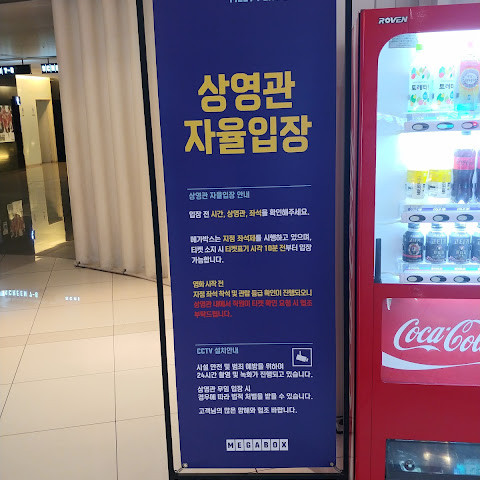 상영관
자율입장
상영관 자율입장 안내
입장 전 시간, 상영관, 좌석을 확인해주세요.
메가박스는 지정 좌석제를 시행하고 있으며,
티켓 소지 시 티켓표기 시각 10분 전부터 입장
가능합니다.
영화 시작 전
지정 좌석 착석 및 관람 등급 확인이 진행되오니
상영관 내에서 직원이 티켓 확인 요청 시 협조
부탁드립니다.
CCTV 설치안내
시설 안전 및 범죄 예방을 위하여
24시간 촬영 및 녹화가 진행되고 있습니다.
상영관 무단 입장 시
경우에 따라 법적 처벌을 받을 수 있습니다.
고객님의 많은 양해와 협조 바랍니다.
MEGABOX
ROVEN
Coca-Cola